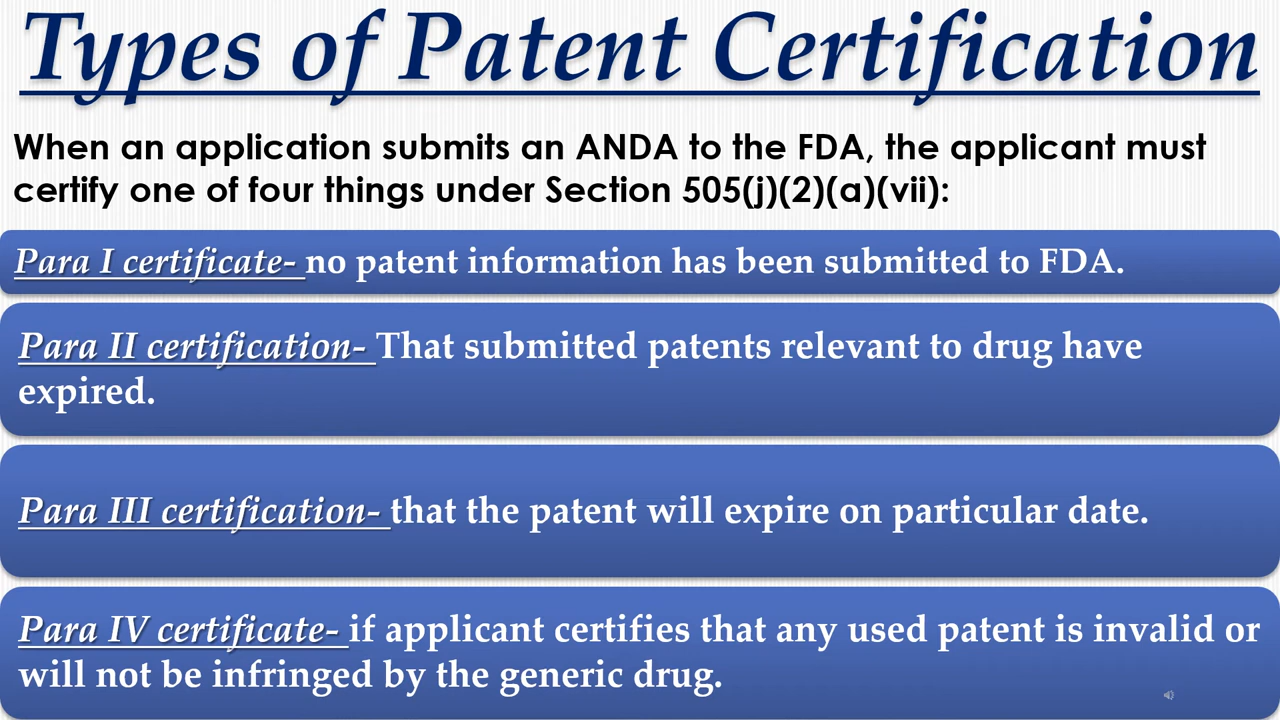 Types of Patent Certification
When an application submits an ANDA to the FDA, the applicant must
certify one of four things under Section 505(j)(2)(a)(vii):
Para I certificate- no patent information has been submitted to FDA.
Para II certification- That submitted patents relevant to drug have
expired.
Para III certification- that the patent will expire on particular date.
Para IV certificate- if applicant certifies that any used patent is invalid or
will not be infringed by the generic drug.